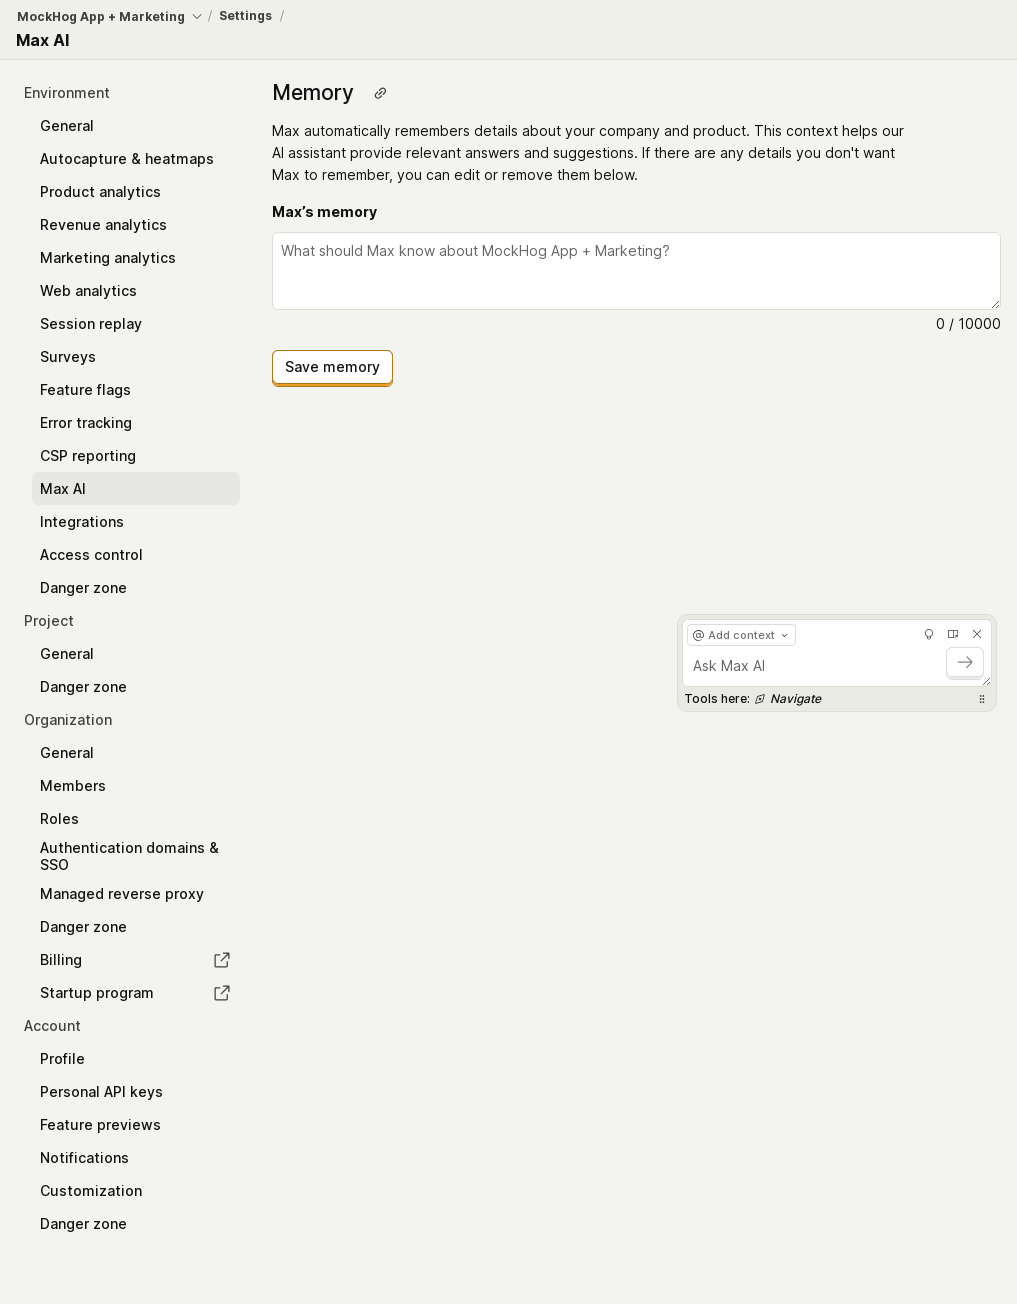 MockHog App + Marketing / Settings /
Max AI
Environment
General
Autocapture & heatmaps
Product analytics
Revenue analytics
Marketing analytics
Web analytics
Session replay
Surveys
Feature flags
Error tracking
CSP reporting
Max AI
Integrations
Access control
Danger zone
Project
General
Danger zone
Organization
General
Members
Roles
Authentication domains &
SSO
Managed reverse proxy
Danger zone
Billing
Startup program
Account
Profile
Personal API keys
Feature previews
Notifications
Customization
Danger zone
Memory
Max automatically remembers details about your company and product. This context helps our
AI assistant provide relevant answers and suggestions. If there are any details you don't want
Max to remember, you can edit or remove them below.
Max’s memory
What should Max know about MockHog App + Marketing?
0 / 10000
Save memory
@ Add context
Ask Max AI
Tools here: Navigate